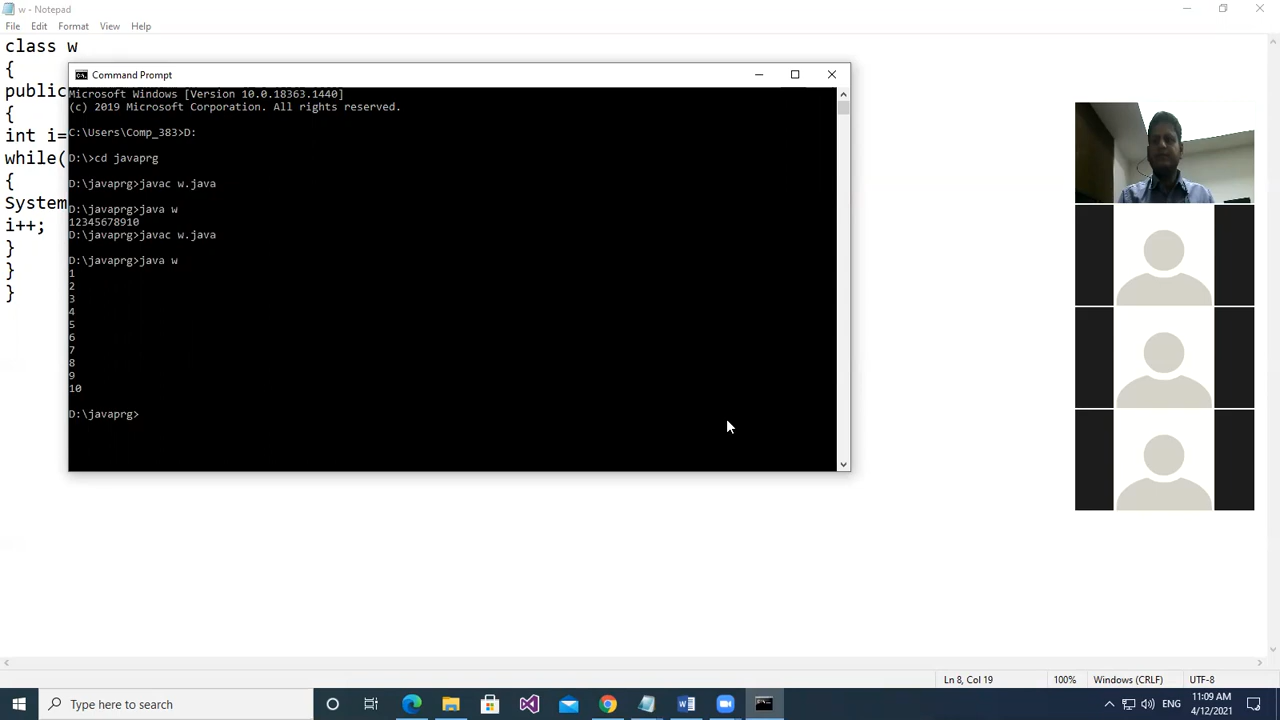 w - Notepad
File Edit Format View Help
class w
{
public
{
int i=
while(
{
System
i++;
}
}
}
Command Prompt
Microsoft Windows [Version 10.0.18363.1440]
(c) 2019 Microsoft Corporation. All rights reserved.
C:\Users\Comp_383>D:
D:\>cd javaprg
D:\javaprg>javac w.java
D:\javaprg>java w
12345678910
D:\javaprg>javac w.java
D:\javaprg>java w
1
2
3
4
5
6
7
8
9
10
D:\javaprg>
Ln 8, Col 19 100% Windows (CRLF) UTF-8
Type here to search
ENG
11:09 AM
4/12/2021